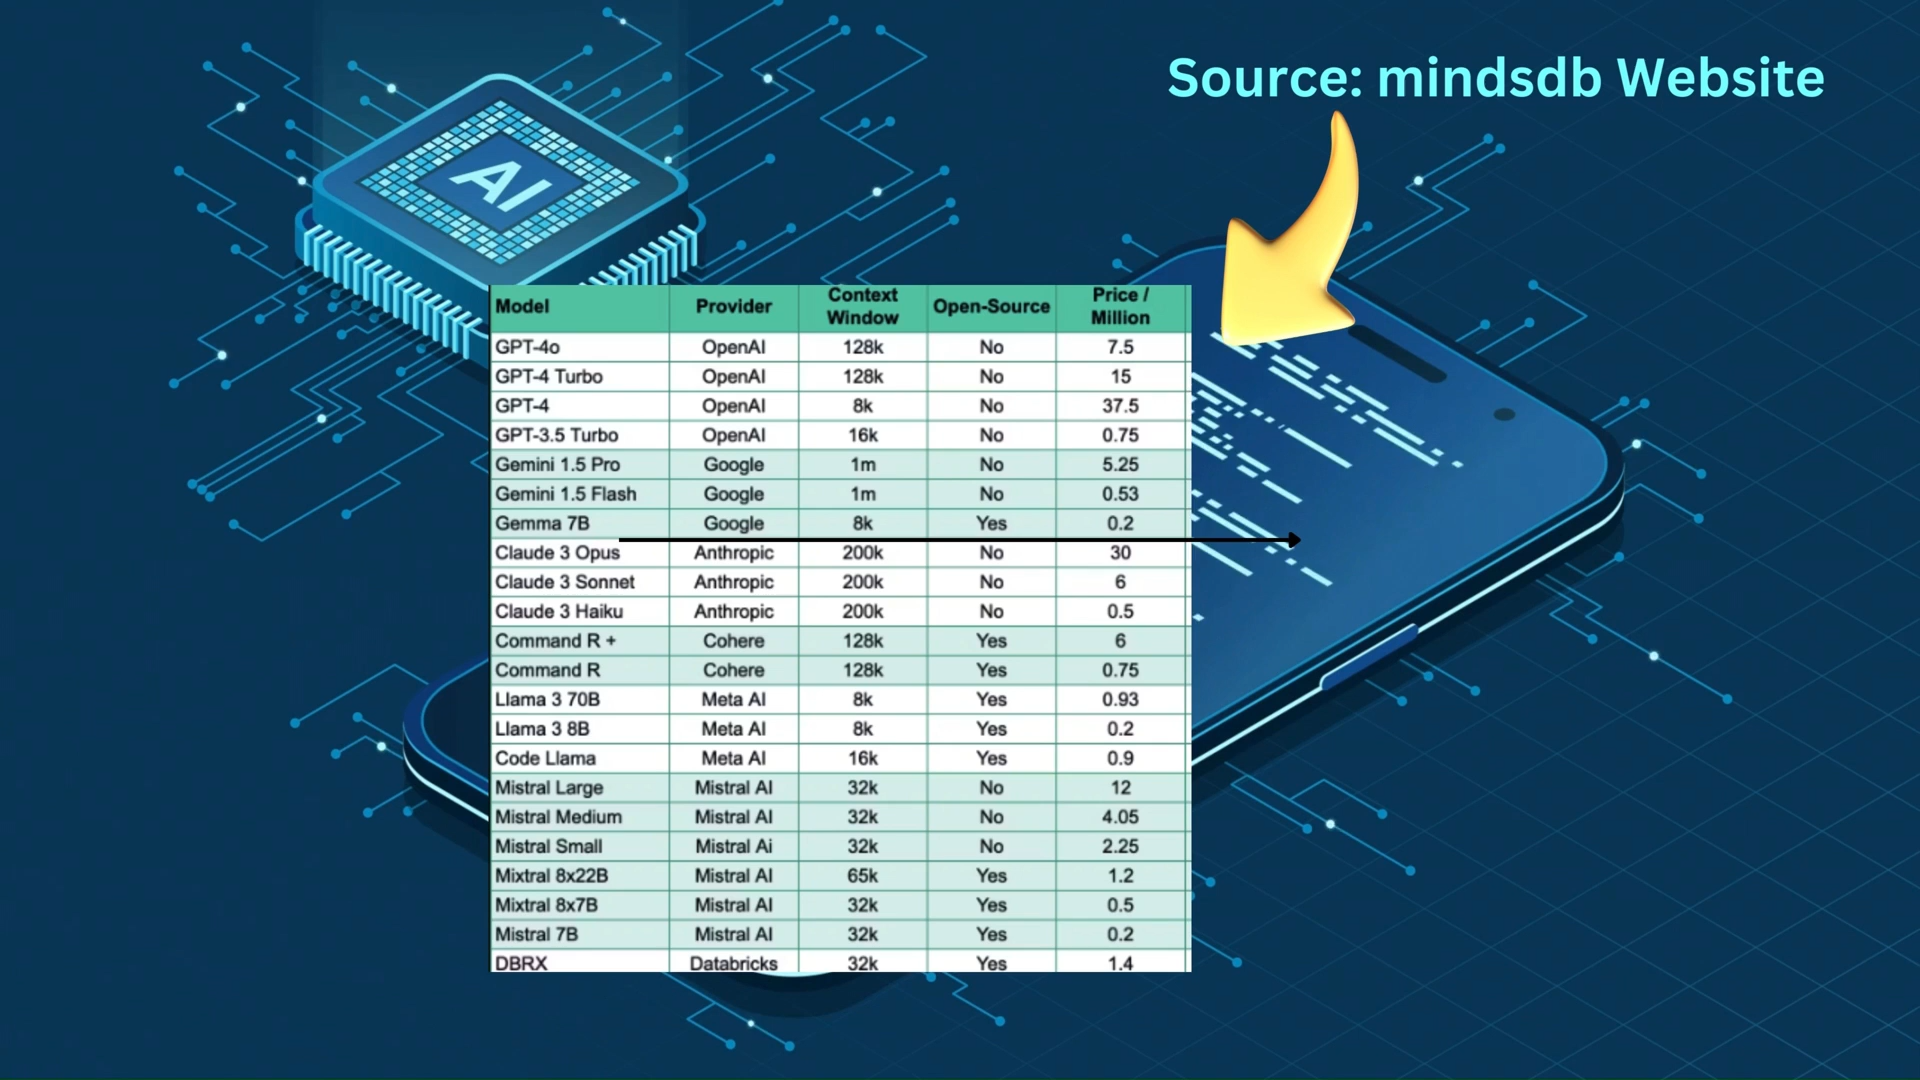 Source: mindsdb Website
AI
Model Provider Context Window Open-Source Price / Million
GPT-4o OpenAI 128k No 7.5
GPT-4 Turbo OpenAI 128k No 15
GPT-4 OpenAI 8k No 37.5
GPT-3.5 Turbo OpenAI 16k No 0.75
Gemini 1.5 Pro Google 1m No 5.25
Gemini 1.5 Flash Google 1m No 0.53
Gemma 7B Google 8k Yes 0.2
Claude 3 Opus Anthropic 200k No 30
Claude 3 Sonnet Anthropic 200k No 6
Claude 3 Haiku Anthropic 200k No 0.5
Command R + Cohere 128k Yes 6
Command R Cohere 128k Yes 0.75
Llama 3 70B Meta AI 8k Yes 0.93
Llama 3 8B Meta AI 8k Yes 0.2
Code Llama Meta AI 16k Yes 0.9
Mistral Large Mistral AI 32k No 12
Mistral Medium Mistral AI 32k No 4.05
Mistral Small Mistral Ai 32k No 2.25
Mixtral 8x22B Mistral AI 65k Yes 1.2
Mixtral 8x7B Mistral AI 32k Yes 0.5
Mistral 7B Mistral AI 32k Yes 0.2
DBRX Databricks 32k Yes 1.4